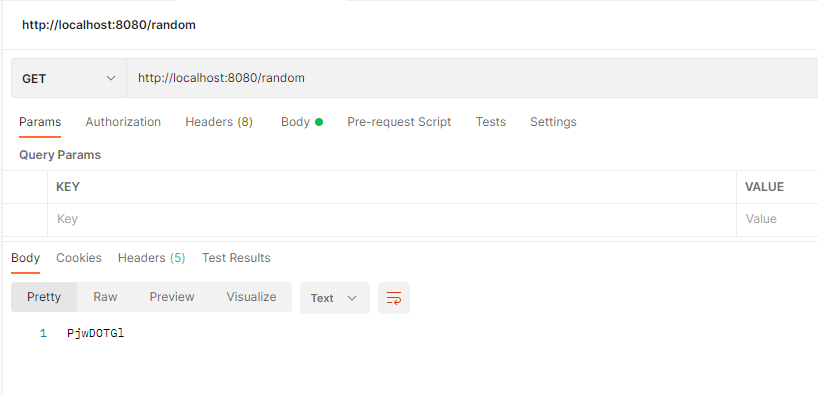 http://localhost:8080/random
GET http://localhost:8080/random
Params Authorization Headers (8) Body Pre-request Script Tests Settings
Query Params
KEY VALUE
Key Value
Body Cookies Headers (5) Test Results
Pretty Raw Preview Visualize Text
1 PjwDOTGl